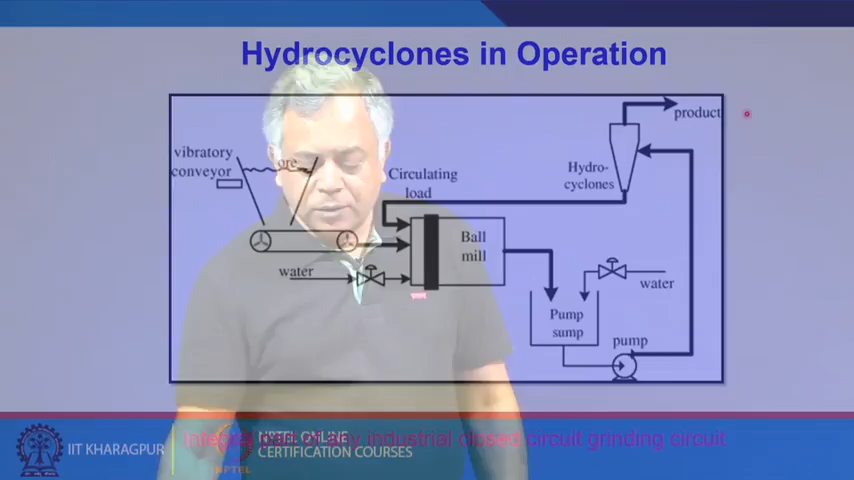 Hydrocyclones in Operation
product
vibratory
conveyor
ore
Circulating
load
Hydro-
cyclones
Ball
mill
water
water
Pump
sump
pump
Integral part of any industrial closed circuit grinding circuit
IIT KHARAGPUR
NPTEL
NPTEL ONLINE
CERTIFICATION COURSES